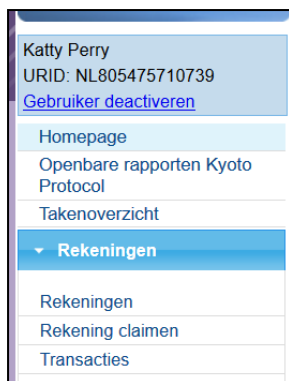 Katty Perry
URID: NL805475710739
Gebruiker deactiveren
Homepage
Openbare rapporten Kyoto
Protocol
Takenoverzicht
Rekeningen
Rekeningen
Rekening claimen
Transacties